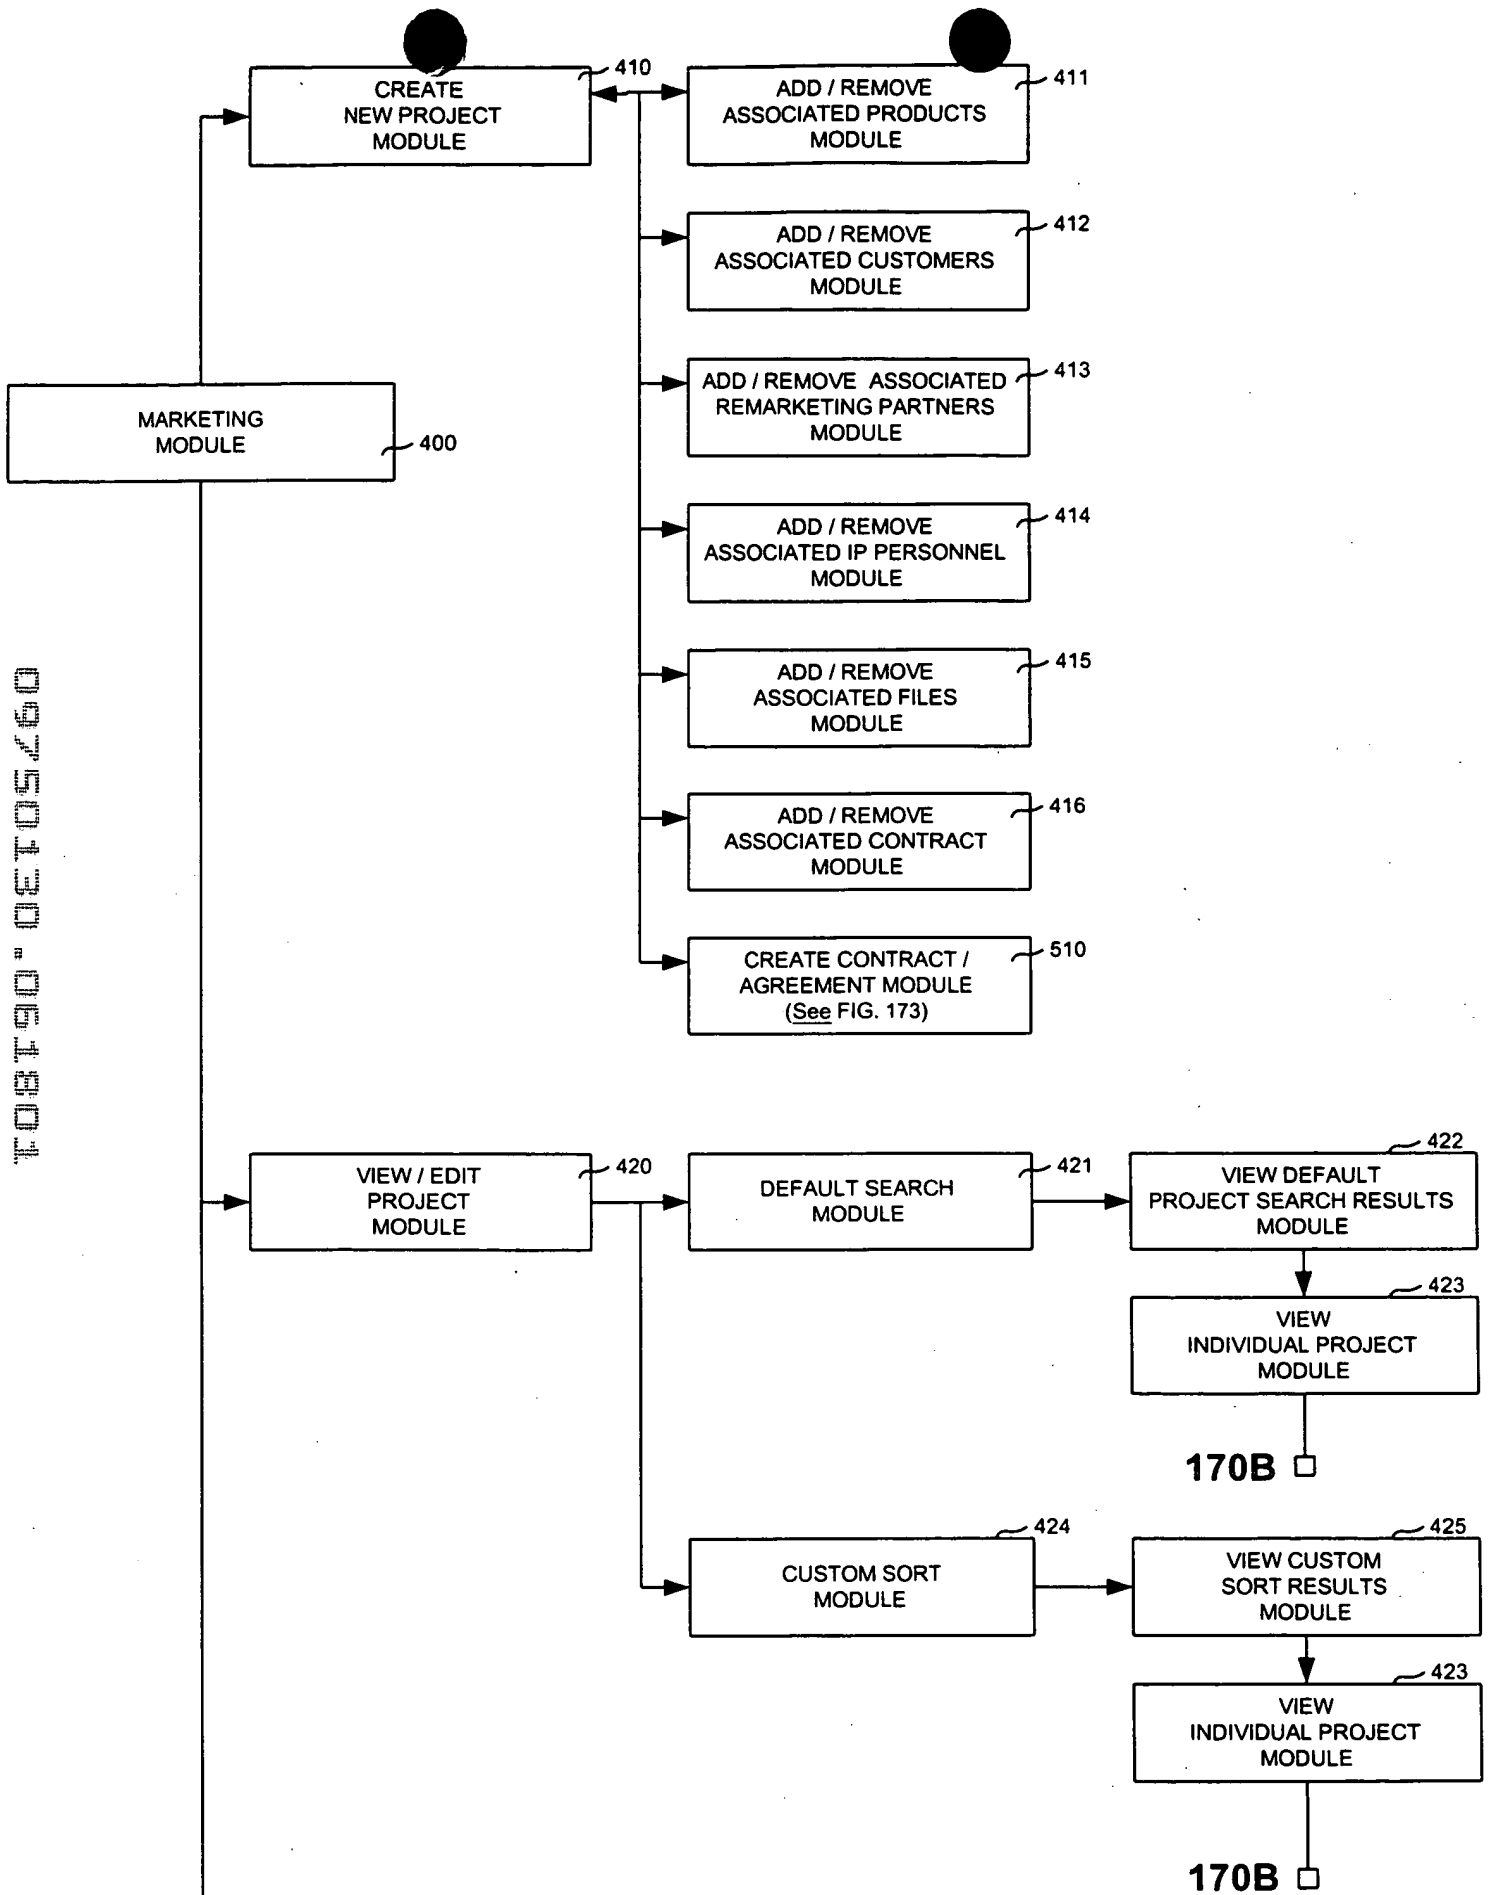 CREATE
NEW PROJECT
MODULE
410
ADD / REMOVE
ASSOCIATED PRODUCTS
MODULE
411
ADD / REMOVE
ASSOCIATED CUSTOMERS
MODULE
412
ADD / REMOVE ASSOCIATED
REMARKETING PARTNERS
MODULE
413
MARKETING
MODULE
400
ADD / REMOVE
ASSOCIATED IP PERSONNEL
MODULE
414
ADD / REMOVE
ASSOCIATED FILES
MODULE
415
ADD / REMOVE
ASSOCIATED CONTRACT
MODULE
416
CREATE CONTRACT /
AGREEMENT MODULE
(See FIG. 173)
510
09750130.061801
VIEW / EDIT
PROJECT
MODULE
420
DEFAULT SEARCH
MODULE
421
VIEW DEFAULT
PROJECT SEARCH RESULTS
MODULE
422
VIEW
INDIVIDUAL PROJECT
MODULE
423
170B
CUSTOM SORT
MODULE
424
VIEW CUSTOM
SORT RESULTS
MODULE
425
VIEW
INDIVIDUAL PROJECT
MODULE
423
170B